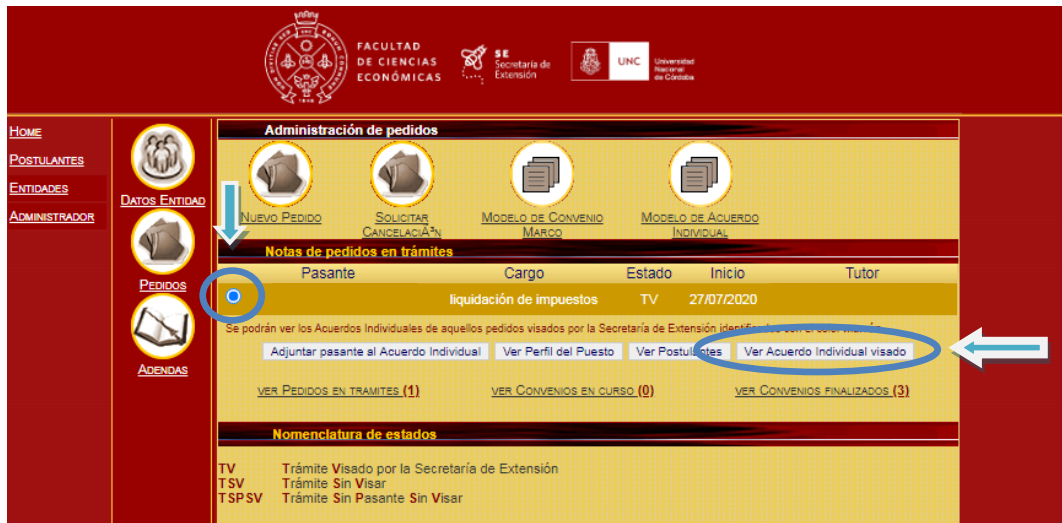 FACULTAD
DE CIENCIAS
ECONÓMICAS
SE
Secretaría de
Extensión
UNC
Universidad
Nacional
de Córdoba
HOME
POSTULANTES
ENTIDADES
ADMINISTRADOR
DATOS ENTIDAD
PEDIDOS
ADENDAS
Administración de pedidos
NUEVO PEDIDO
SOLICITAR
CANCELACIÃ³N
MODELO DE CONVENIO
MARCO
MODELO DE ACUERDO
INDIVIDUAL
Notas de pedidos en trámites
Pasante Cargo Estado Inicio Tutor
liquidación de impuestos TV 27/07/2020
Se podrán ver los Acuerdos Individuales de aquellos pedidos visados por la Secretaría de Extensión identificados con el color
Adjuntar pasante al Acuerdo Individual Ver Perfil del Puesto Ver Postulantes Ver Acuerdo Individual visado
VER PEDIDOS EN TRAMITES (1) VER CONVENIOS EN CURSO (0) VER CONVENIOS FINALIZADOS (3)
Nomenclatura de estados
TV Trámite Visado por la Secretaría de Extensión
TSV Trámite Sin Visar
TSPSV Trámite Sin Pasante Sin Visar